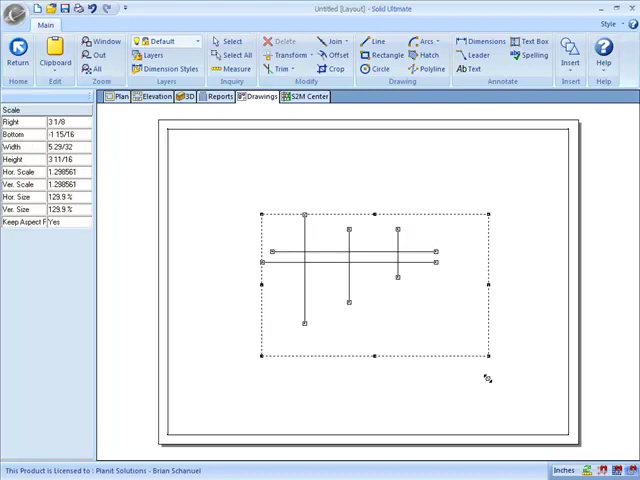 Untitled [Layout] - Solid Ultimate
Main
Style
Return
Clipboard
Window
Out
All
Default
Layers
Dimension Styles
Select
Select All
Measure
Delete
Transform
Trim
Join
Offset
Crop
Line
Rectangle
Circle
Arcs
Hatch
Polyline
Dimensions
Leader
Text
Text Box
Spelling
Insert
Help
Exit
Edit
Zoom
Layers
Inquiry
Modify
Drawing
Annotate
Insert
Help
Plan
Elevation
3D
Reports
Drawings
S2M Center
Scale
Right 3 1/8
Bottom -1 15/16
Width 5 29/32
Height 3 11/16
Hor. Scale 1.298561
Ver. Scale 1.298561
Hor. Size 129.9 %
Ver. Size 129.9 %
Keep Aspect F Yes
This Product is Licensed to : Planit Solutions - Brian Schanuel
Inches